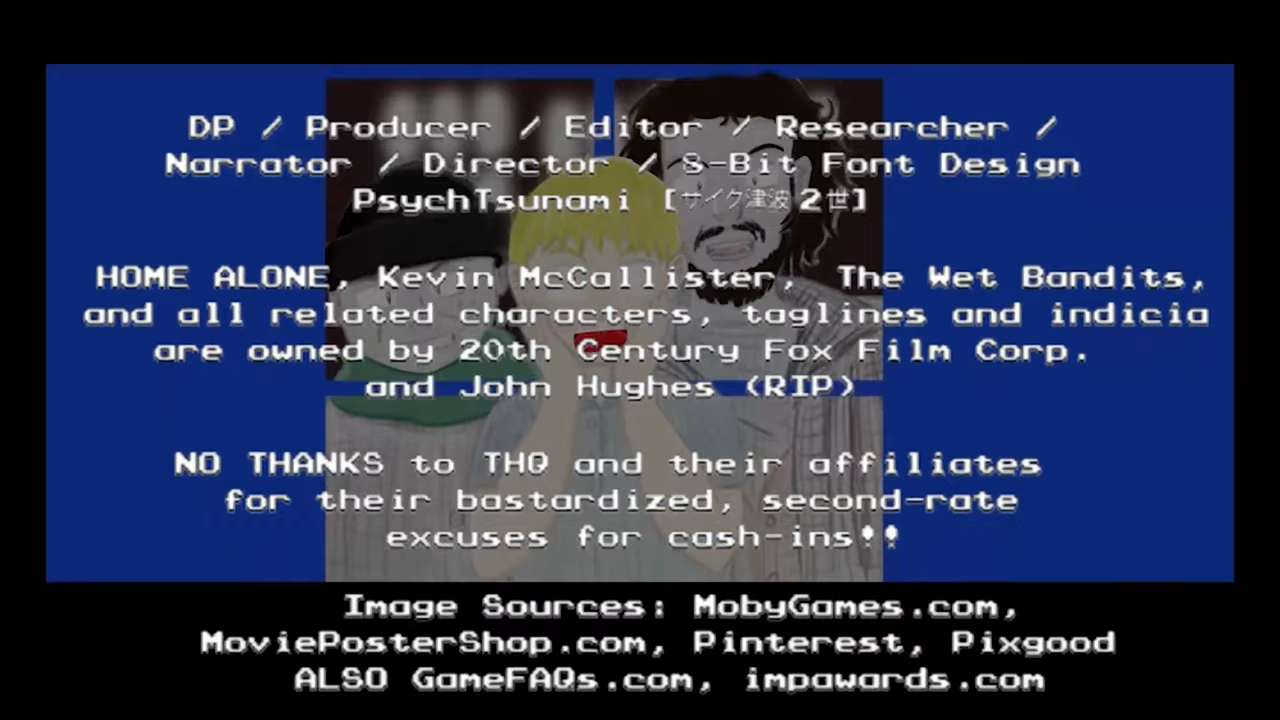 DP / Producer / Editor / Researcher /
Narrator / Director / 8-Bit Font Design
PsychTsunami [サイク津波 2世]
HOME ALONE, Kevin McCallister, The Wet Bandits,
and all related characters, taglines and indicia
are owned by 20th Century Fox Film Corp.
and John Hughes (RIP)
NO THANKS to THQ and their affiliates
for their bastardized, second-rate
excuses for cash-ins!!
Image Sources: MobyGames.com,
MoviePosterShop.com, Pinterest, Pixgood
ALSO GameFAQs.com, impawards.com